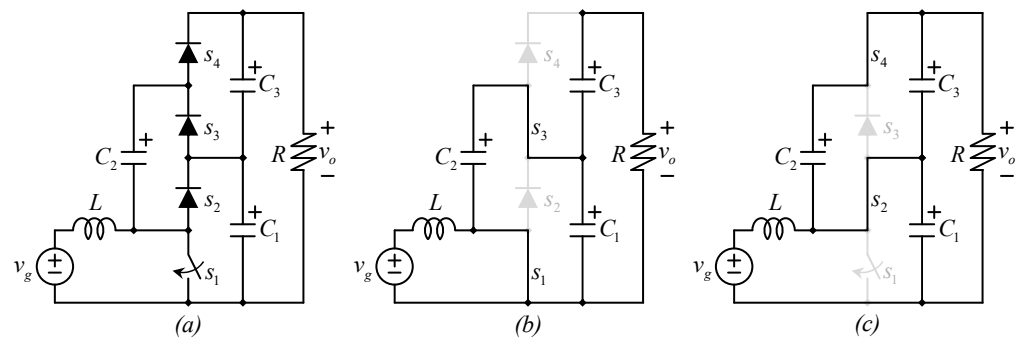 s4
+
C3
+
s3
C2
+
R
vo
−
s2
+
C1
L
vg
+
−
s1
(a)
s4
+
C3
+
s3
C2
+
R
vo
−
s2
+
C1
L
vg
+
−
s1
(b)
s4
+
C3
+
s3
C2
+
R
vo
−
s2
+
C1
L
vg
+
−
s1
(c)